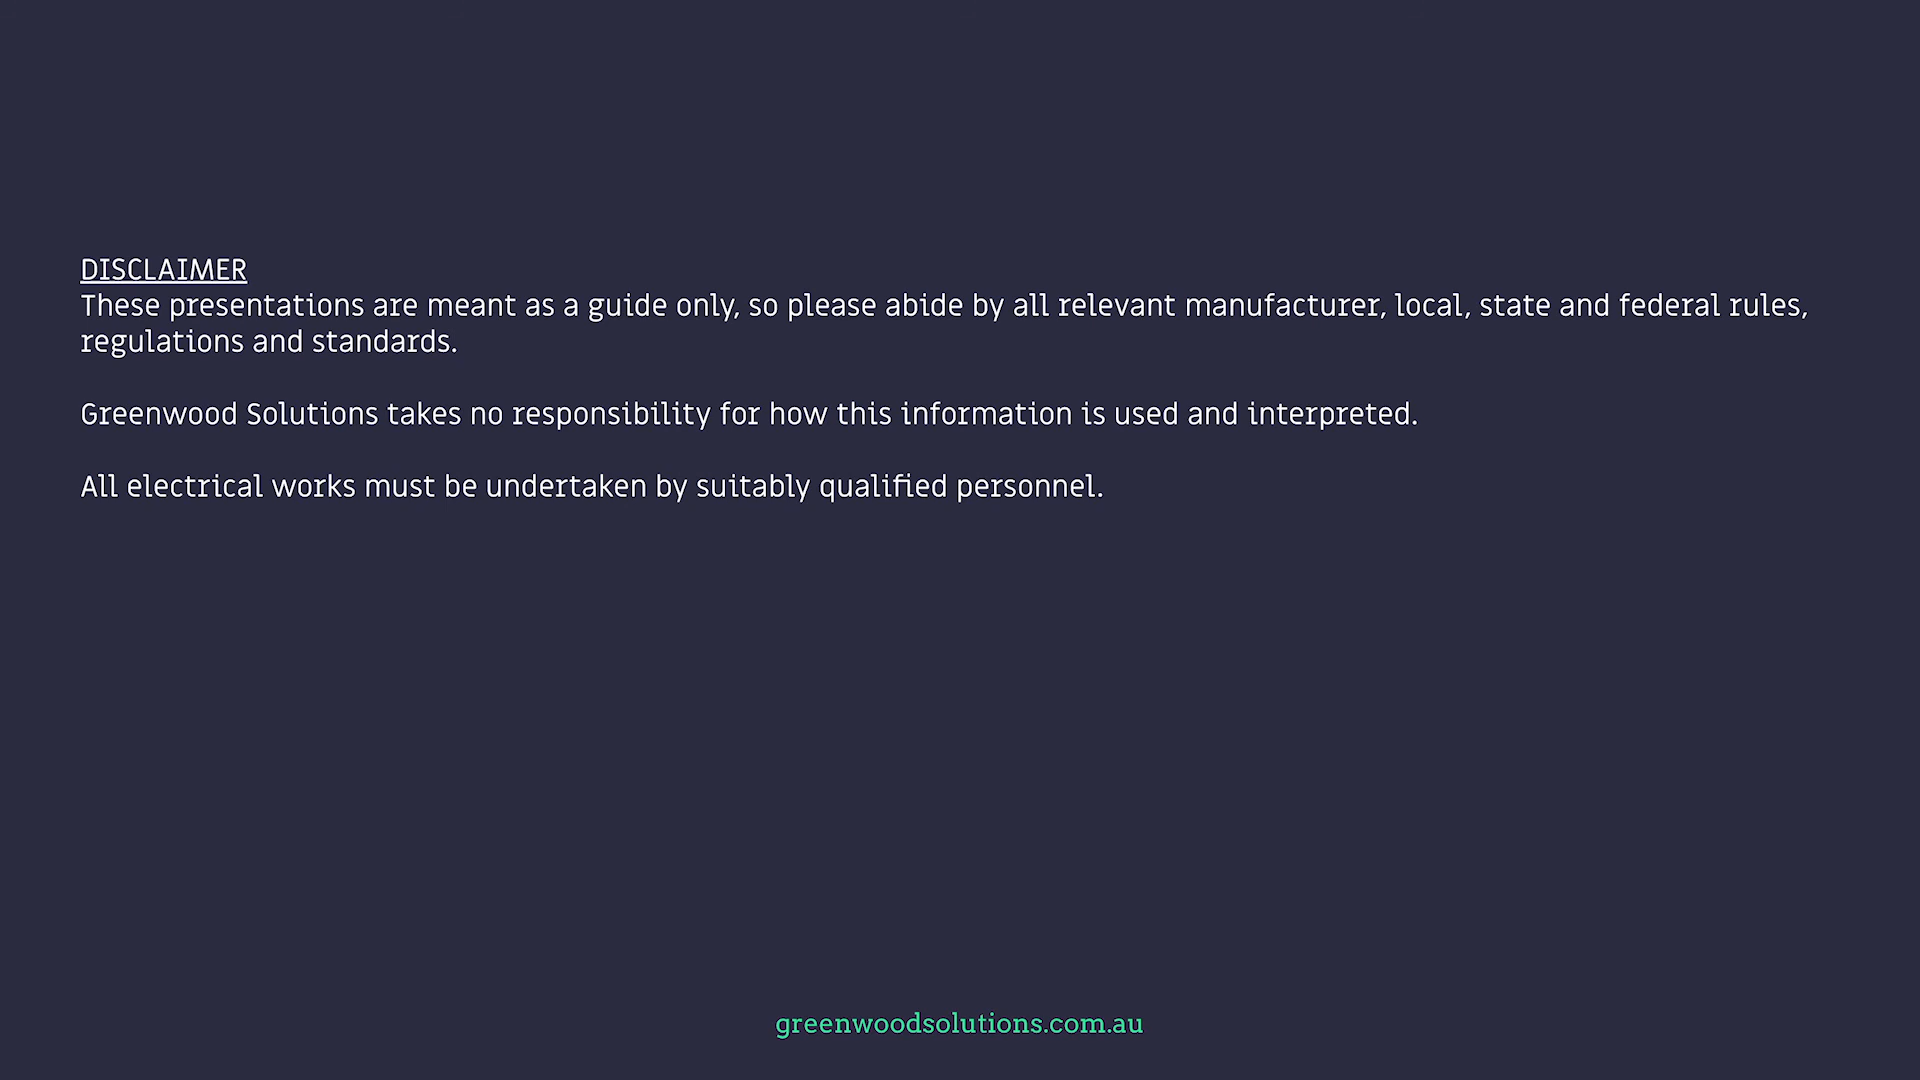 DISCLAIMER
These presentations are meant as a guide only, so please abide by all relevant manufacturer, local, state and federal rules,
regulations and standards.
Greenwood Solutions takes no responsibility for how this information is used and interpreted.
All electrical works must be undertaken by suitably qualified personnel.
greenwoodsolutions.com.au